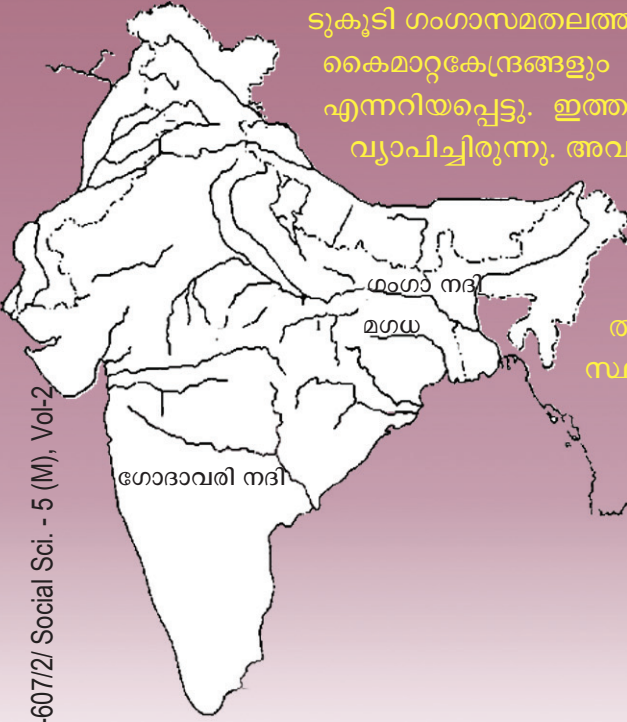 ടുകൂടി ഗംഗാസമതലത്ത
കൈമാറ്റകേന്ദ്രങ്ങളും
എന്നറിയപ്പെട്ടു. ഇത്ത
വ്യാപിച്ചിരുന്നു. അവ
ഗംഗാ നദി
മഗധ
ത
സ്ഥ
ഗോദാവരി നദി
-607/2/ Social Sci. - 5 (M), Vol-2